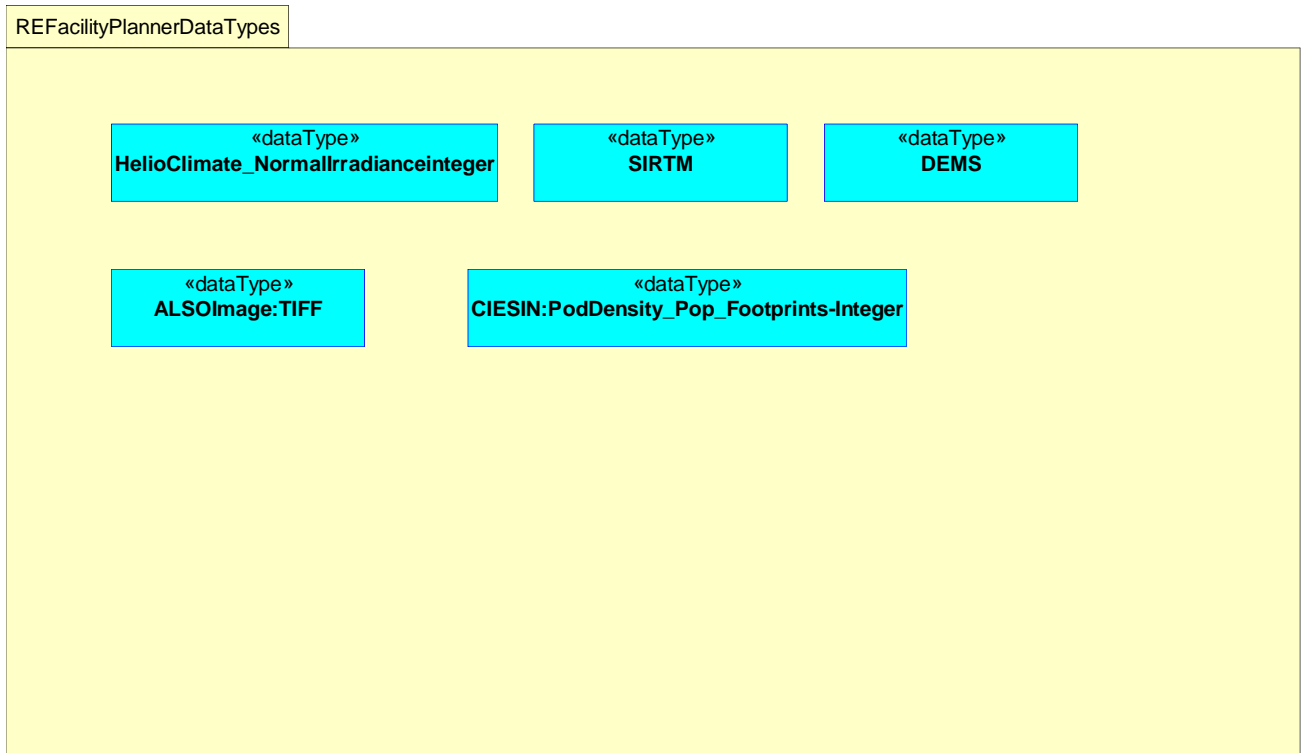 REFacilityPlannerDataTypes
«dataType»
HelioClimate_NormalIrradianceinteger
«dataType»
SIRTM
«dataType»
DEMS
«dataType»
ALSOImage:TIFF
«dataType»
CIESIN:PodDensity_Pop_Footprints-Integer